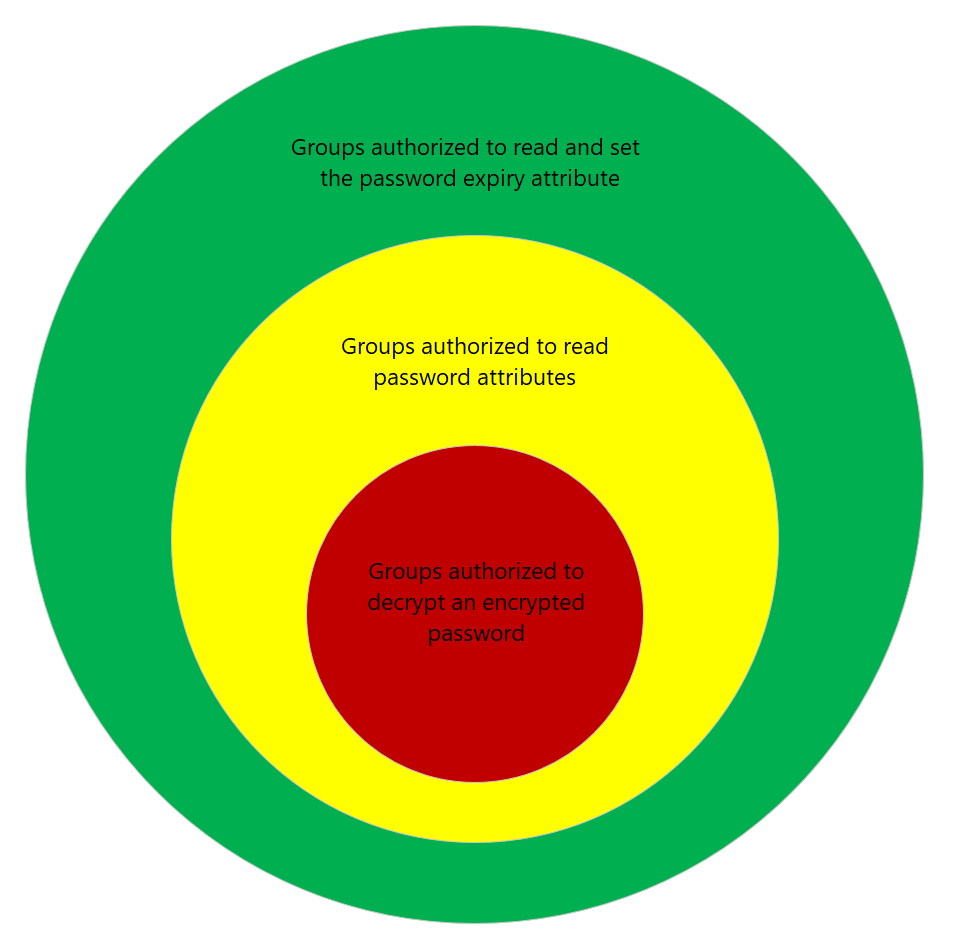 Groups authorized to read and set
the password expiry attribute
Groups authorized to read
password attributes
Groups authorized to
decrypt an encrypted
password